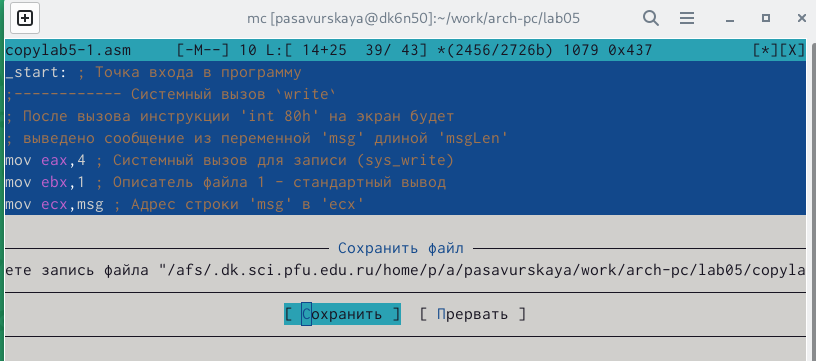 mc [pasavurskaya@dk6n50]:~/work/arch-pc/lab05
copylab5-1.asm [-M--] 10 L:[ 14+25 39/ 43] *(2456/2726b) 1079 0x437 [*][X]
_start: ; Точка входа в программу
;------------ Системный вызов `write`
; После вызова инструкции 'int 80h' на экран будет
; выведено сообщение из переменной 'msg' длиной 'msgLen'
mov eax,4 ; Системный вызов для записи (sys_write)
mov ebx,1 ; Описатель файла 1 - стандартный вывод
mov ecx,msg ; Адрес строки 'msg' в 'ecx'
Сохранить файл
ете запись файла "/afs/.dk.sci.pfu.edu.ru/home/p/a/pasavurskaya/work/arch-pc/lab05/copyla
[ Сохранить ] [ Прервать ]